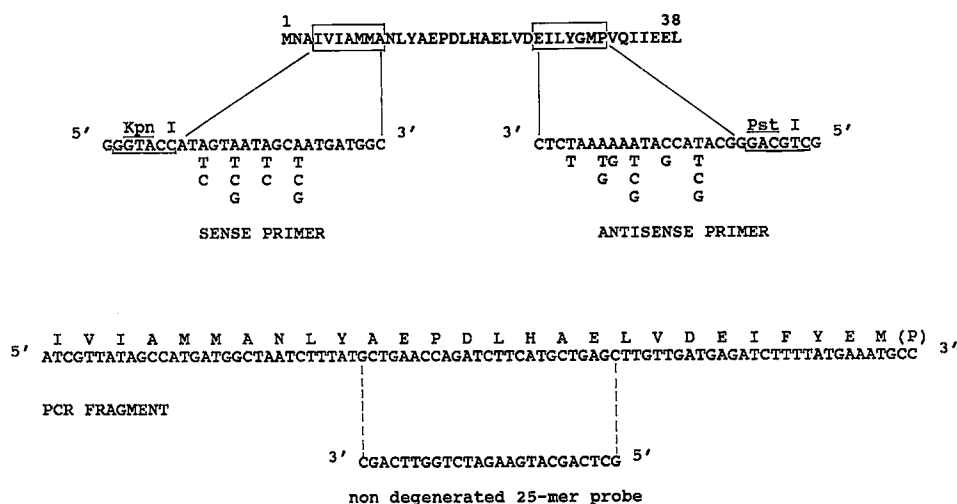 1 38
MNAIVIAMMANLYAEPDLHAELVDEILYGMPVQIIEEL
Kpn I Pst I
5' GGGTACCATAGTAATAGCAATGATGGC 3' 3' CTCTAAAAAATACCATACGGGACGTCG 5'
T T T T T TG T G T
C C C C G C C
G G G G
SENSE PRIMER ANTISENSE PRIMER
I V I A M M A N L Y A E P D L H A E L V D E I F Y E M (P)
5' ATCGTTATAGCCATGATGGCTAATCTTTATGCTGAACCAGATCTTCATGCTGAGCTTGTTGATGAGATCTTTTATGAAATGCC 3'
PCR FRAGMENT
3' CGACTTGGTCTAGAAGTACGACTCG 5'
non degenerated 25-mer probe